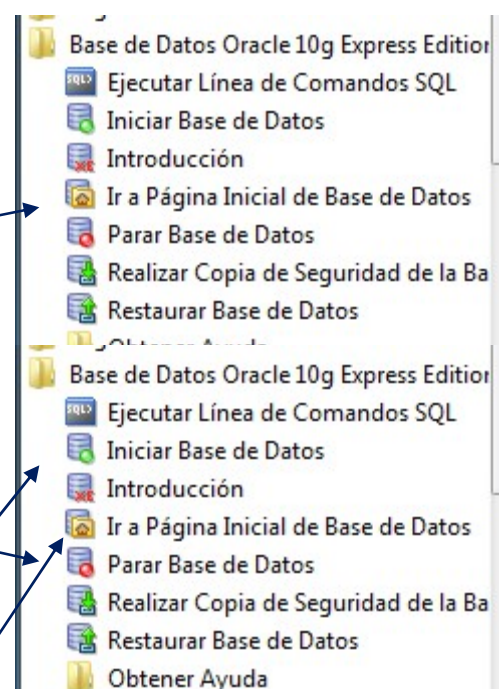 Base de Datos Oracle 10g Express Edition
Ejecutar Línea de Comandos SQL
Iniciar Base de Datos
Introducción
Ir a Página Inicial de Base de Datos
Parar Base de Datos
Realizar Copia de Seguridad de la Ba
Restaurar Base de Datos
Obtener Ayuda
Base de Datos Oracle 10g Express Edition
Ejecutar Línea de Comandos SQL
Iniciar Base de Datos
Introducción
Ir a Página Inicial de Base de Datos
Parar Base de Datos
Realizar Copia de Seguridad de la Ba
Restaurar Base de Datos
Obtener Ayuda